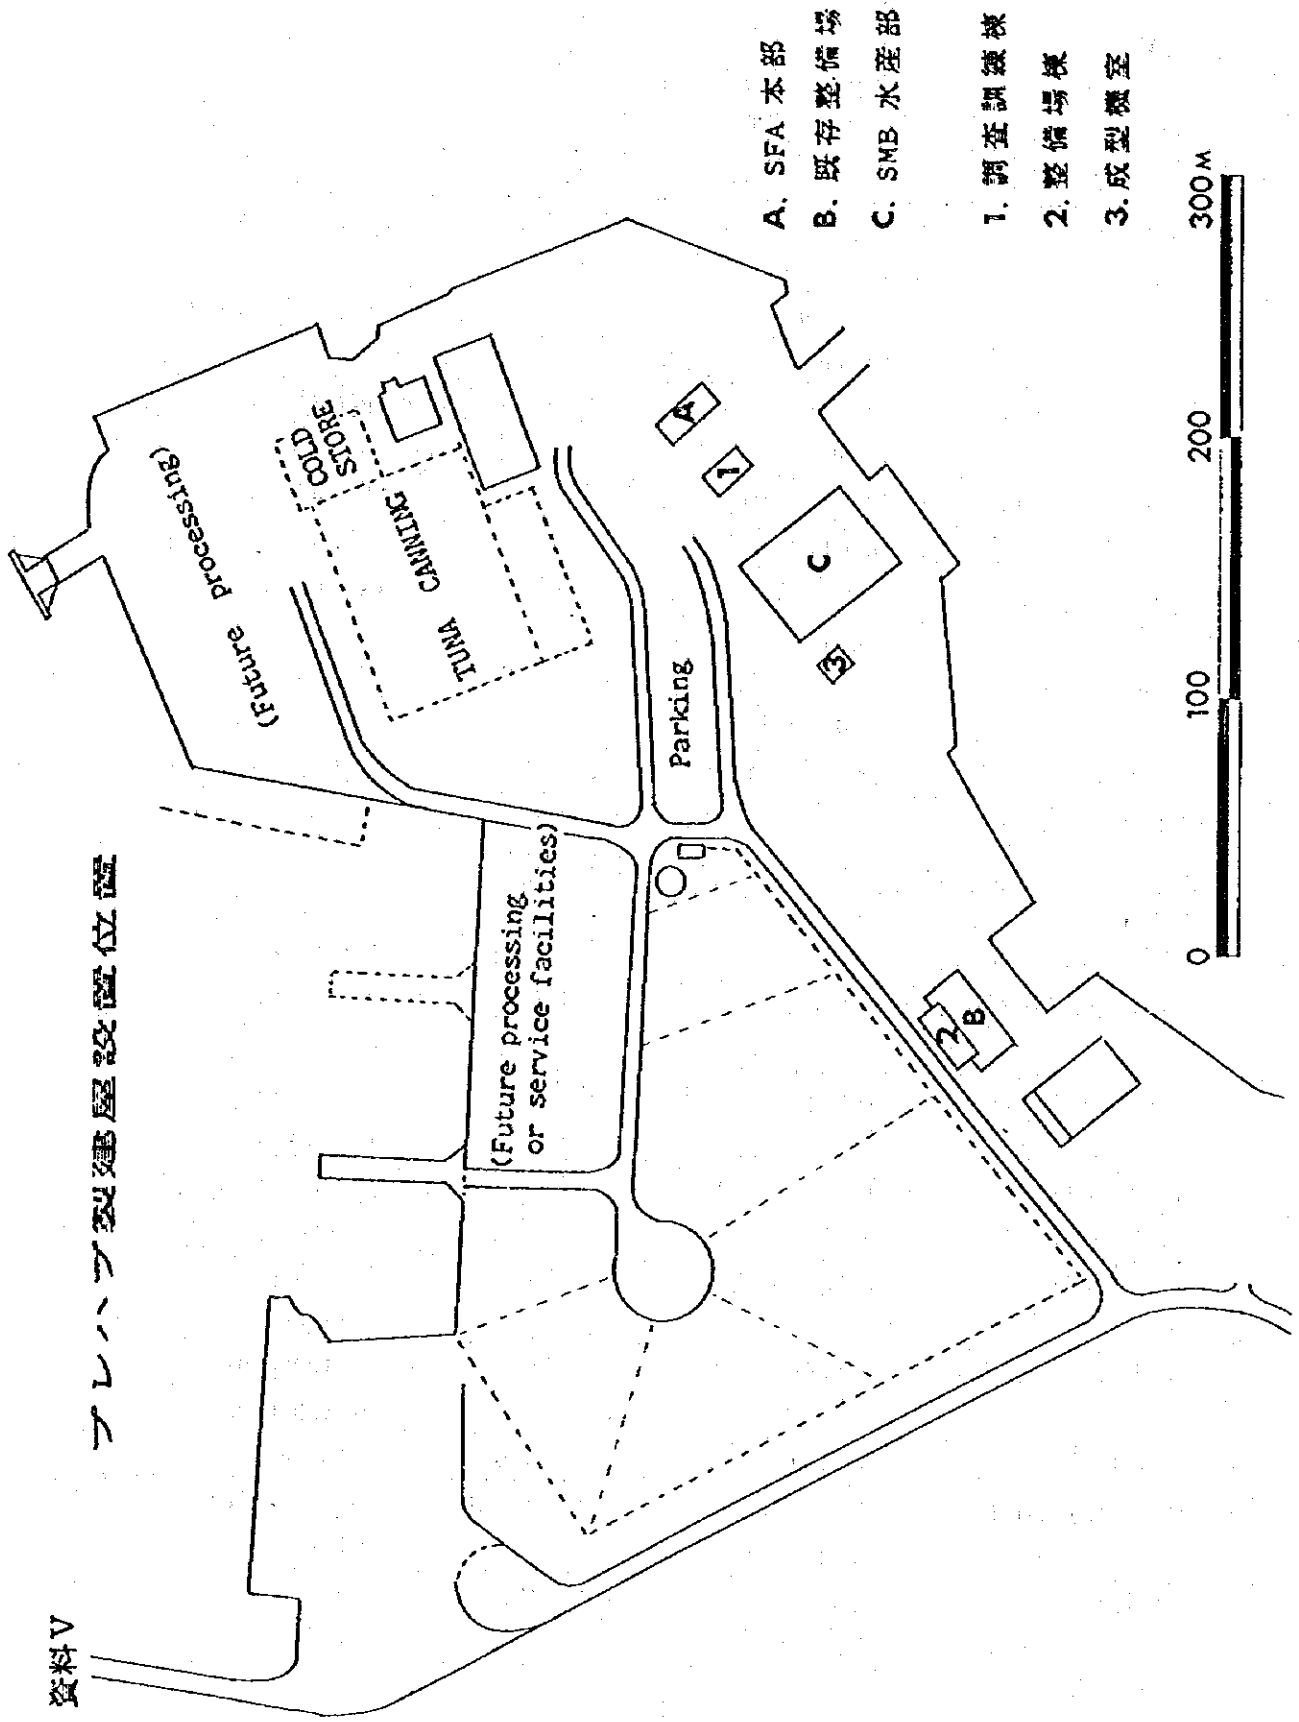 資料V
プレハブ製建屋設置位置
(Future processing)
COLD
STORE
TUNA CANNING
(Future processing
or service facilities)
Parking
A
1
C
3
2
B
A. SFA 本部
B. 既存整備場
C. SMB 水産部
1. 調査訓練棟
2. 整備場棟
3. 成型機室
0 100 200 300M